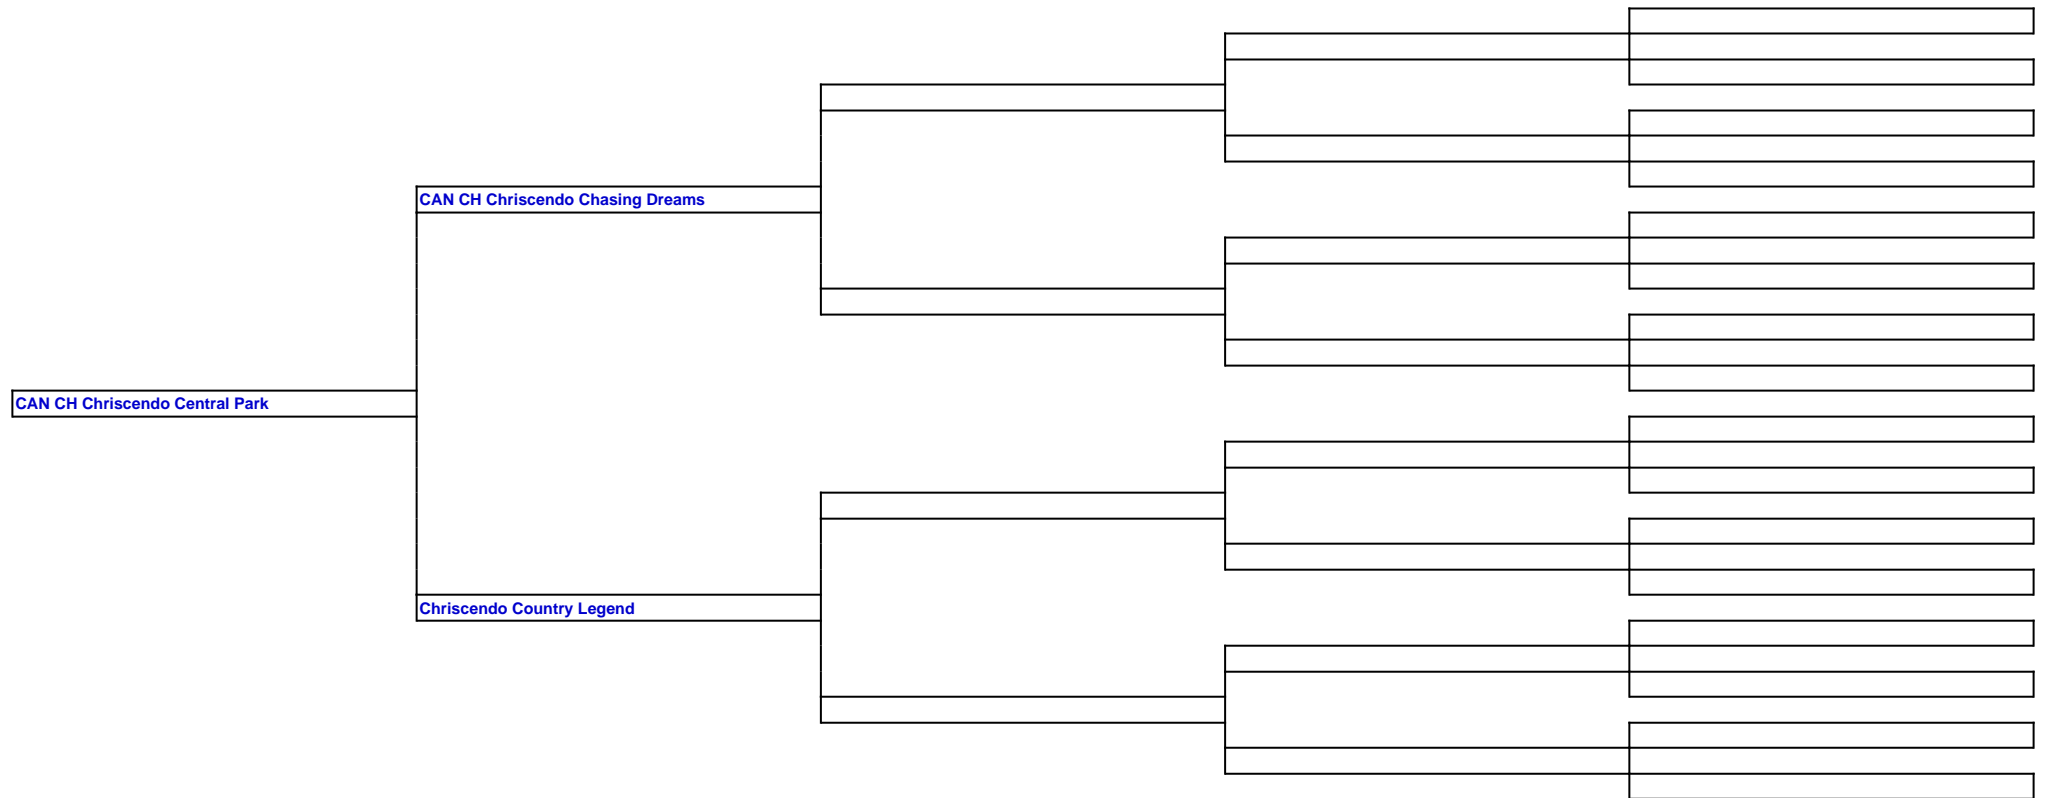 CAN CH Chriscendo Chasing Dreams
CAN CH Chriscendo Central Park
Chriscendo Country Legend